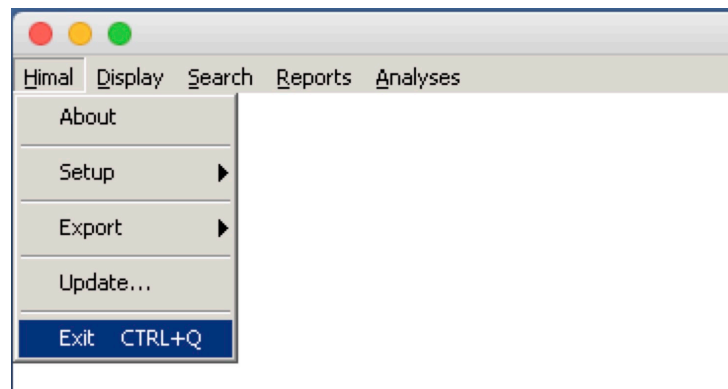 Himal Display Search Reports Analyses
About
Setup
Export
Update...
Exit CTRL+Q